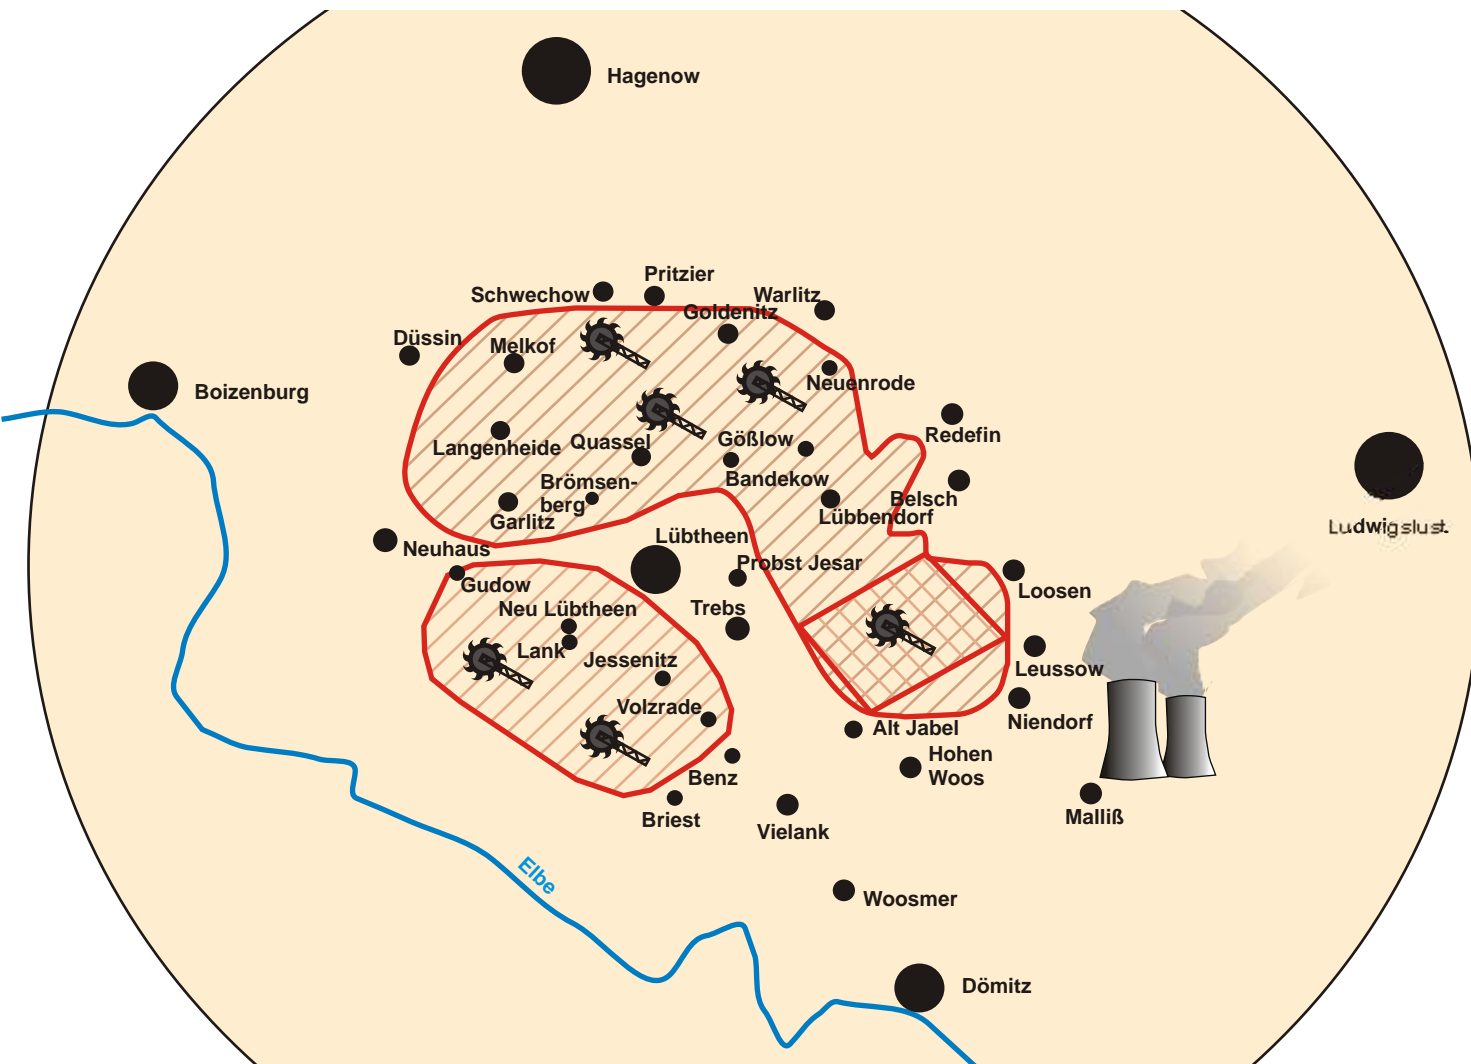 Hagenow
Pritzier
Schwechow
Warlitz
Goldenitz
Düssin
Melkof
Neuenrode
Boizenburg
Redefin
Langenheide
Quassel
Gößlow
Bandekow
Brömsen-
berg
Belsch
Garlitz
Lübbendorf
Ludwigslust
Lübtheen
Neuhaus
Probst Jesar
Gudow
Loosen
Neu Lübtheen
Trebs
Lank
Jessenitz
Leussow
Volzrade
Niendorf
Alt Jabel
Hohen
Woos
Benz
Briest
Vielank
Malliß
Elbe
Woosmer
Dömitz